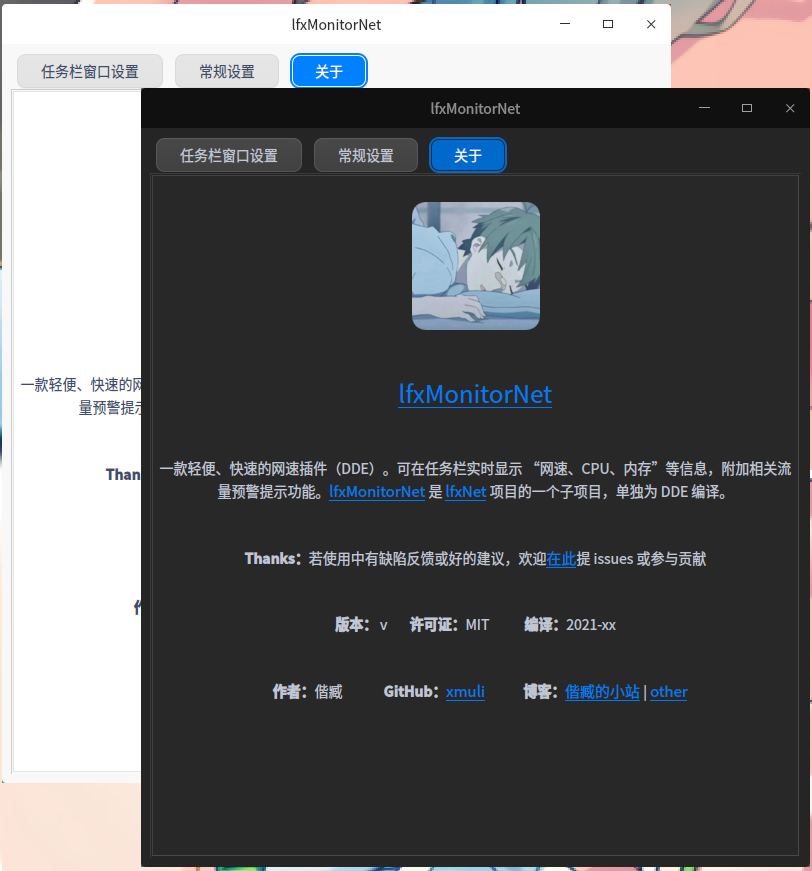 lfxMonitorNet
任务栏窗口设置 常规设置 关于
一款轻便、快速的网
量预警提示
Than
lfxMonitorNet
任务栏窗口设置 常规设置 关于
lfxMonitorNet
一款轻便、快速的网速插件（DDE）。可在任务栏实时显示 “网速、CPU、内存”等信息，附加相关流
量预警提示功能。lfxMonitorNet 是 lfxNet 项目的一个子项目，单独为 DDE 编译。
Thanks：若使用中有缺陷反馈或好的建议，欢迎在此提 issues 或参与贡献
版本： v 许可证：MIT 编译：2021-xx
作者：偕臧 GitHub：xmuli 博客：偕臧的小站 | other